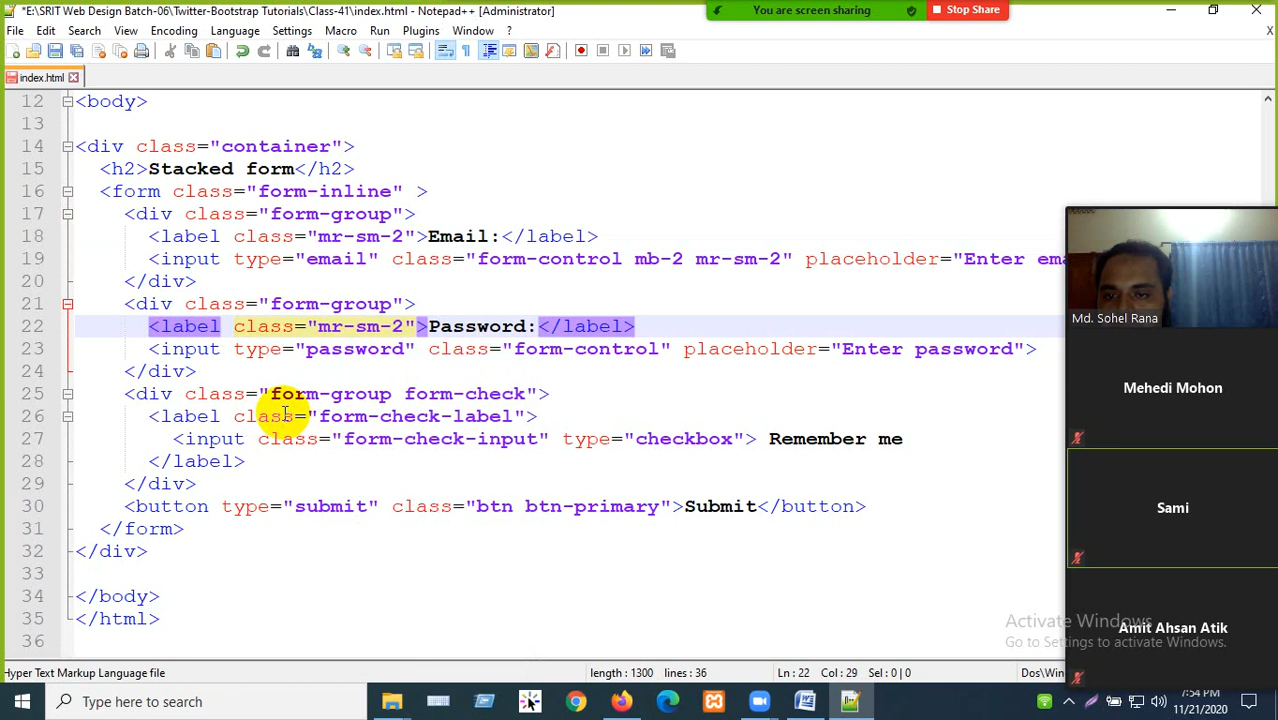 *E:\SRIT Web Design Batch-06\Twitter-Bootstrap Tutorials\Class-41\index.html - Notepad++ [Administrator]
You are screen sharing
Stop Share
File Edit Search View Encoding Language Settings Macro Run Plugins Window ?
X
index.html
12 <body>
13
14 <div class="container">
15 <h2>Stacked form</h2>
16 <form class="form-inline" >
17 <div class="form-group">
18 <label class="mr-sm-2">Email:</label>
19 <input type="email" class="form-control mb-2 mr-sm-2" placeholder="Enter ema
20 </div>
21 <div class="form-group">
22 <label class="mr-sm-2">Password:</label>
23 <input type="password" class="form-control" placeholder="Enter password">
24 </div>
25 <div class="form-group form-check">
26 <label class="form-check-label">
27 <input class="form-check-input" type="checkbox"> Remember me
28 </label>
29 </div>
30 <button type="submit" class="btn btn-primary">Submit</button>
31 </form>
32 </div>
33
34 </body>
35 </html>
36
Md. Sohel Rana
Mehedi Mohon
Sami
Amit Ahsan Atik
Activate Windows
Go to Settings to activate Windows.
Hyper Text Markup Language file
length : 1300 lines : 36
Ln : 22 Col : 29 Sel : 0 | 0
Dos\Win
Type here to search
7:54 PM
11/21/2020